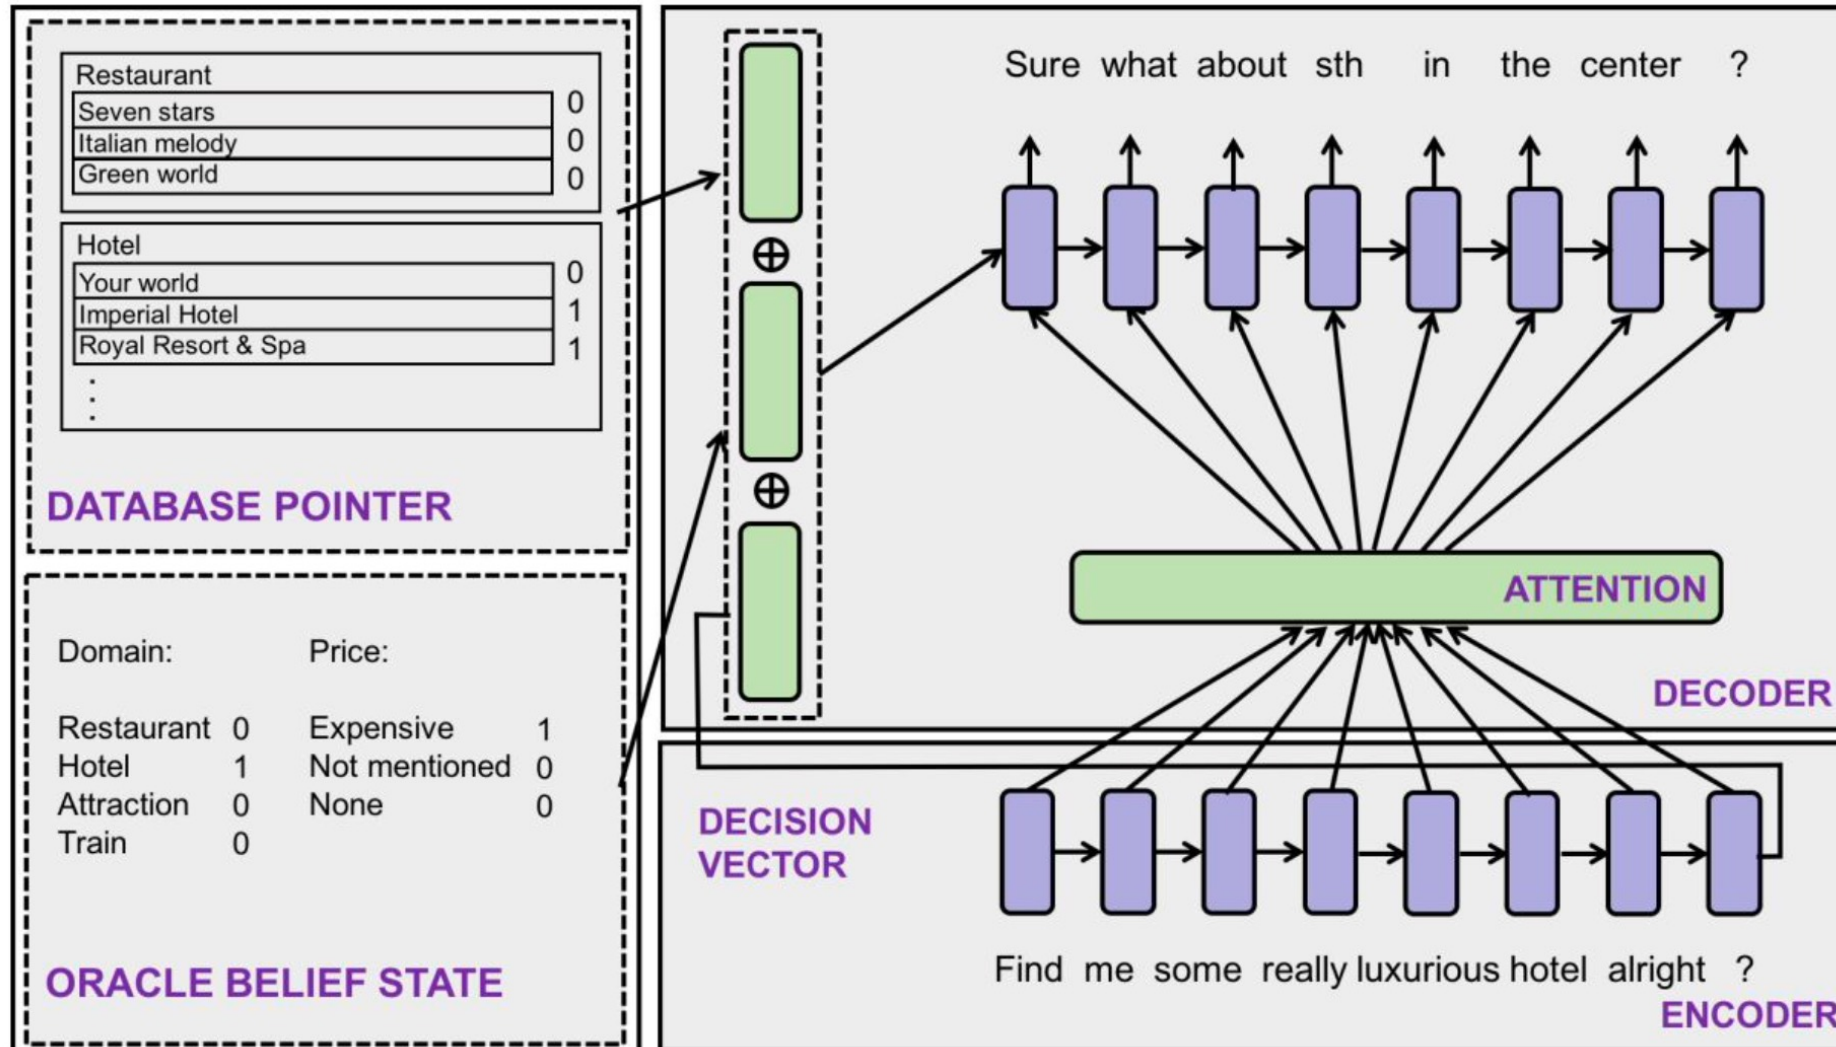 Restaurant
Seven stars 0
Italian melody 0
Green world 0
Hotel
Your world 0
Imperial Hotel 1
Royal Resort & Spa 1
.
.
.
DATABASE POINTER
Domain: Price:
Restaurant 0 Expensive 1
Hotel 1 Not mentioned 0
Attraction 0 None 0
Train 0
ORACLE BELIEF STATE
Sure what about sth in the center ?
ATTENTION
DECODER
DECISION
VECTOR
Find me some really luxurious hotel alright ?
ENCODER